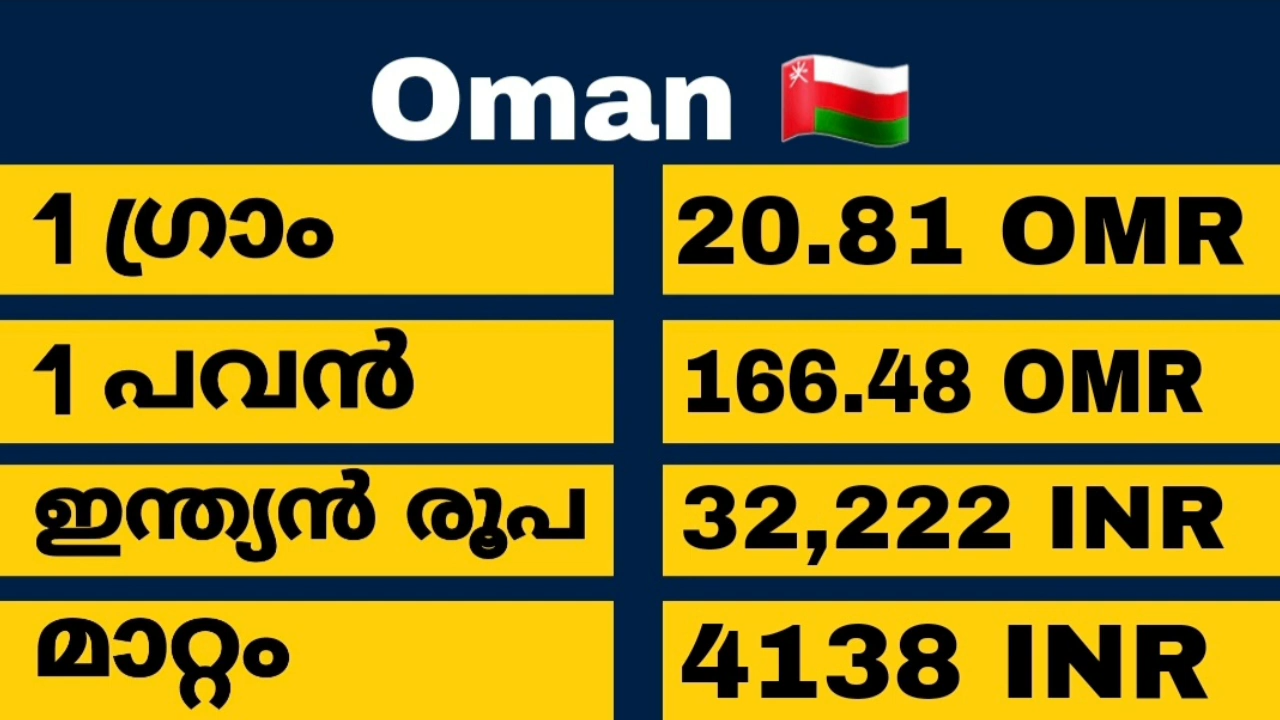 Oman
1 ഗ്രാം 20.81 OMR
1 പവൻ 166.48 OMR
ഇന്ത്യൻ രൂപ 32,222 INR
മാറ്റം 4138 INR